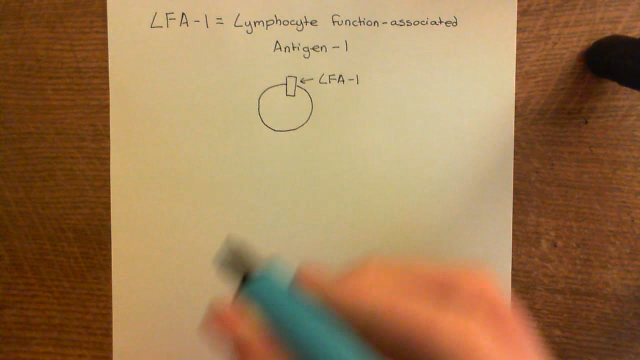 LFA-1 = Lymphocyte function-associated
Antigen-1
← LFA-1